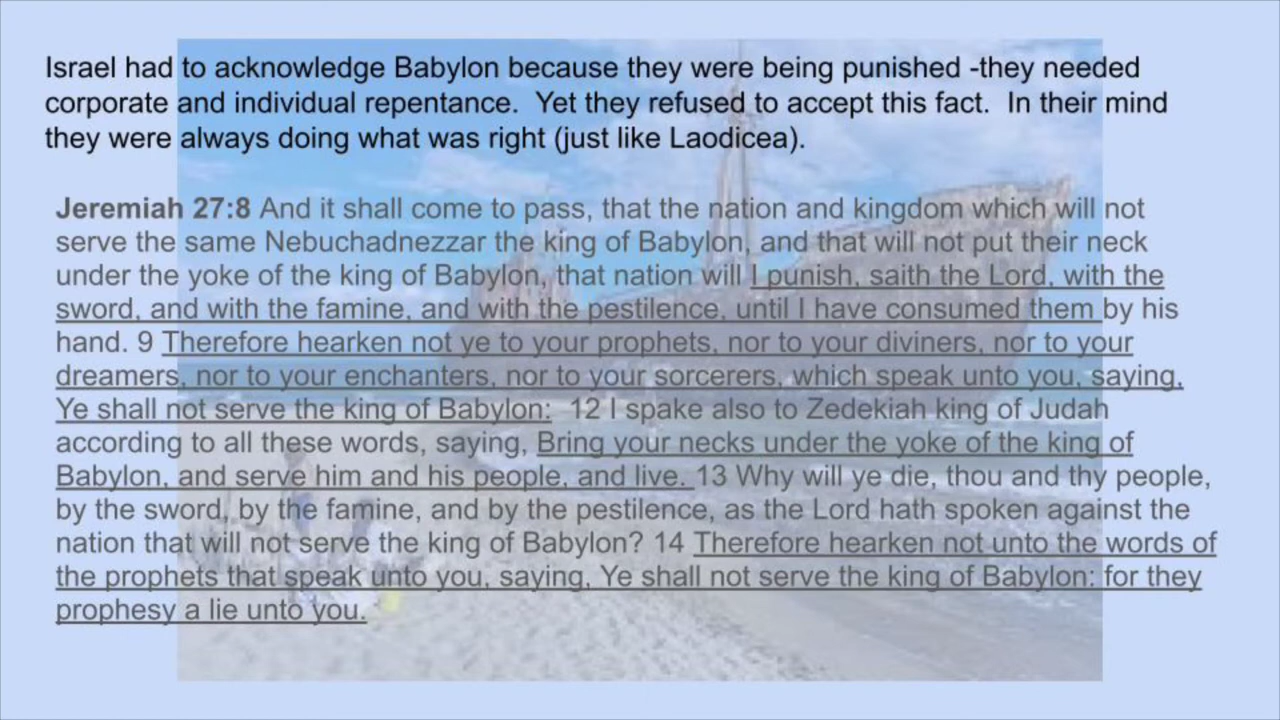 Israel had to acknowledge Babylon because they were being punished -they needed
corporate and individual repentance.  Yet they refused to accept this fact.  In their mind
they were always doing what was right (just like Laodicea).
Jeremiah 27:8 And it shall come to pass, that the nation and kingdom which will not
serve the same Nebuchadnezzar the king of Babylon, and that will not put their neck
under the yoke of the king of Babylon, that nation will I punish, saith the Lord, with the
sword, and with the famine, and with the pestilence, until I have consumed them by his
hand. 9 Therefore hearken not ye to your prophets, nor to your diviners, nor to your
dreamers, nor to your enchanters, nor to your sorcerers, which speak unto you, saying,
Ye shall not serve the king of Babylon:  12 I spake also to Zedekiah king of Judah
according to all these words, saying, Bring your necks under the yoke of the king of
Babylon, and serve him and his people, and live. 13 Why will ye die, thou and thy people,
by the sword, by the famine, and by the pestilence, as the Lord hath spoken against the
nation that will not serve the king of Babylon? 14 Therefore hearken not unto the words of
the prophets that speak unto you, saying, Ye shall not serve the king of Babylon: for they
prophesy a lie unto you.